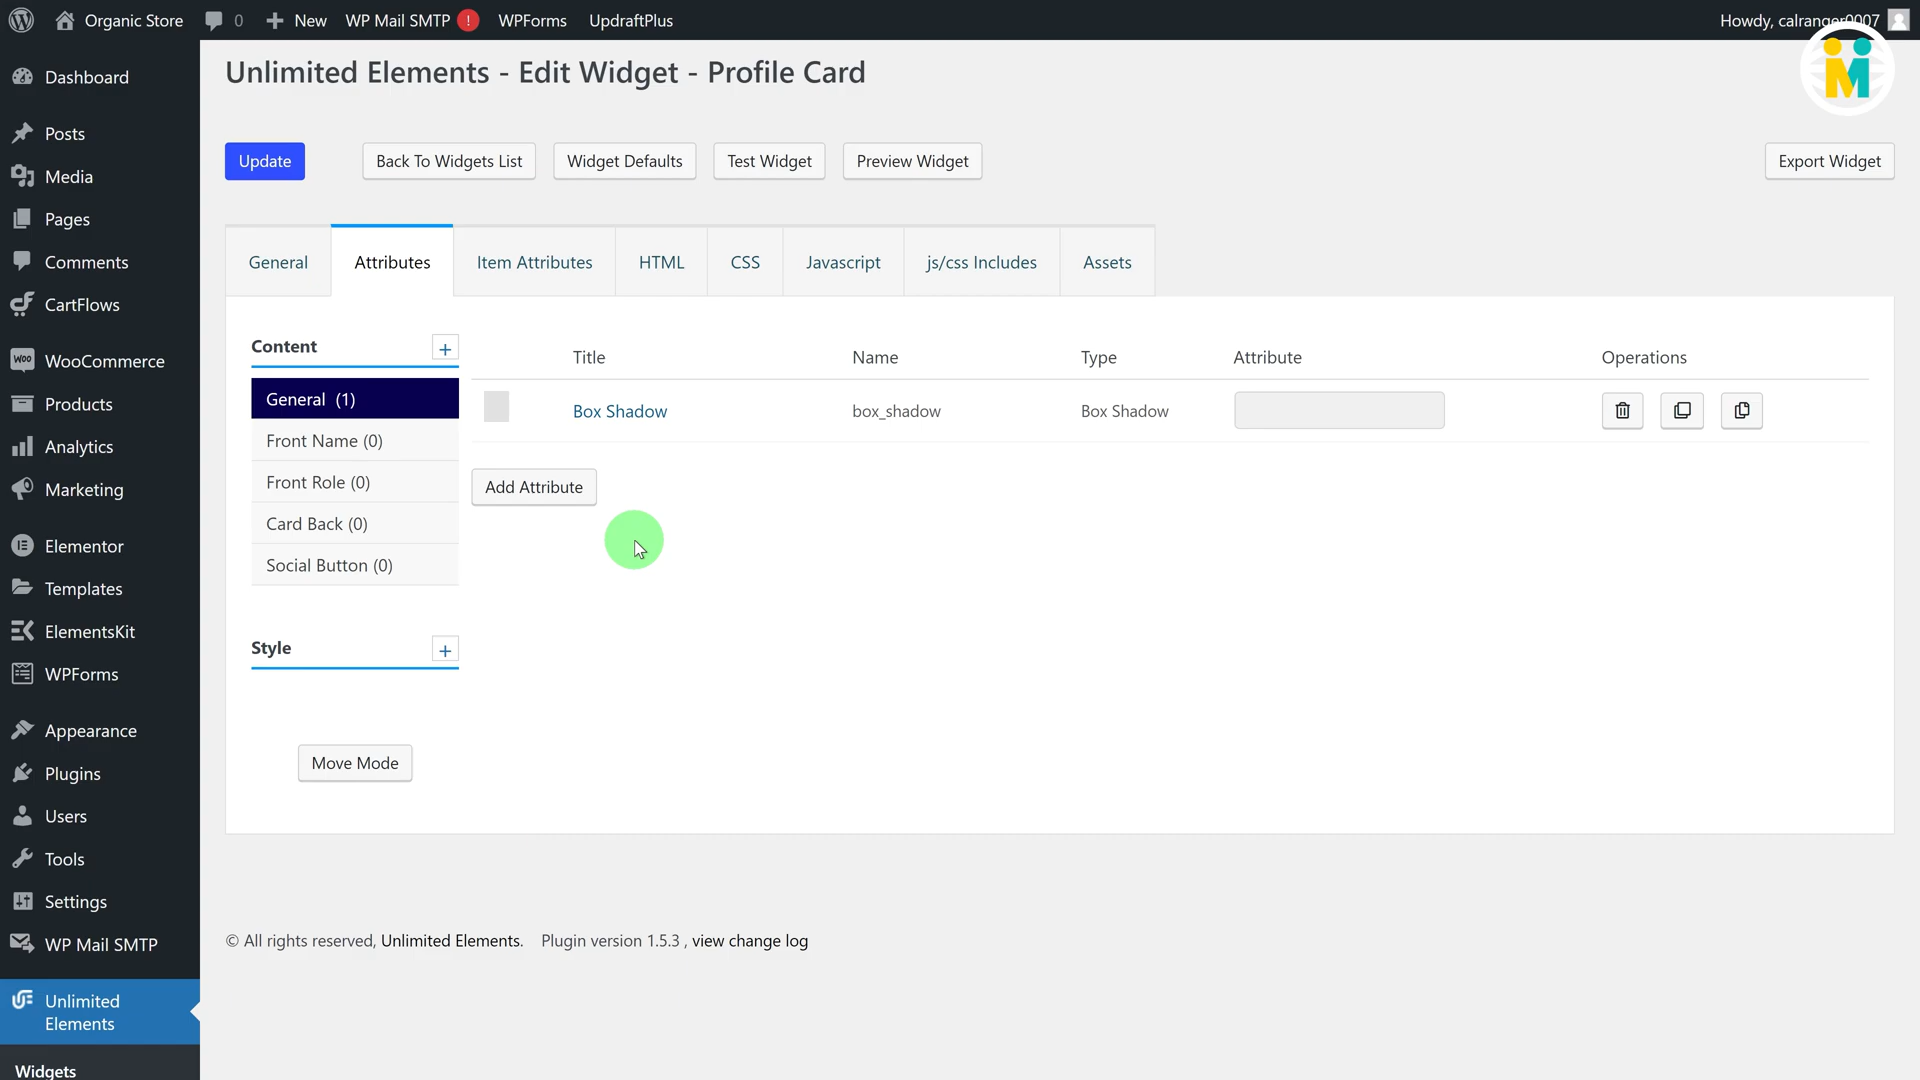 Organic Store 0 New WP Mail SMTP ! WPForms UpdraftPlus Howdy, calranger0007
Unlimited Elements - Edit Widget - Profile Card
M
Dashboard
Posts
Media
Pages
Comments
CartFlows
WooCommerce
Products
Analytics
Marketing
Elementor
Templates
ElementsKit
WPForms
Appearance
Plugins
Users
Tools
Settings
WP Mail SMTP
Unlimited
Elements
Widgets
Update Back To Widgets List Widget Defaults Test Widget Preview Widget Export Widget
General Attributes Item Attributes HTML CSS Javascript js/css Includes Assets
Content +
General (1)
Front Name (0)
Front Role (0)
Card Back (0)
Social Button (0)
Style +
Move Mode
Title Name Type Attribute Operations
Box Shadow box_shadow Box Shadow
Add Attribute
© All rights reserved, Unlimited Elements. Plugin version 1.5.3 , view change log